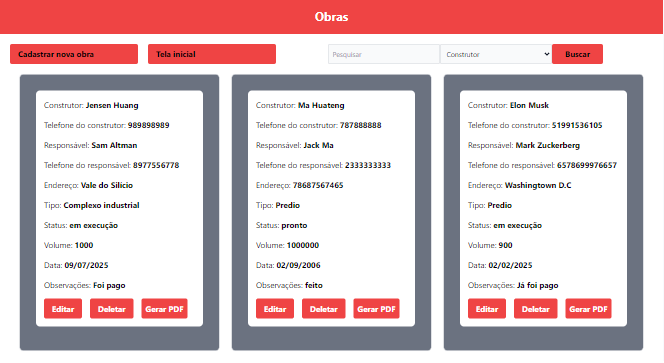 Obras
Cadastrar nova obra
Tela inicial
Pesquisar
Construtor
Buscar
Construtor: Jensen Huang
Telefone do construtor: 989898989
Responsável: Sam Altman
Telefone do responsável: 8977556778
Endereço: Vale do Silicio
Tipo: Complexo industrial
Status: em execução
Volume: 1000
Data: 09/07/2025
Observações: Foi pago
Editar
Deletar
Gerar PDF
Construtor: Ma Huateng
Telefone do construtor: 787888888
Responsável: Jack Ma
Telefone do responsável: 2333333333
Endereço: 78687567465
Tipo: Predio
Status: pronto
Volume: 1000000
Data: 02/09/2006
Observações: feito
Editar
Deletar
Gerar PDF
Construtor: Elon Musk
Telefone do construtor: 51991536105
Responsável: Mark Zuckerberg
Telefone do responsável: 6578699976657
Endereço: Washingtown D.C
Tipo: Predio
Status: em execução
Volume: 900
Data: 02/02/2025
Observações: Já foi pago
Editar
Deletar
Gerar PDF